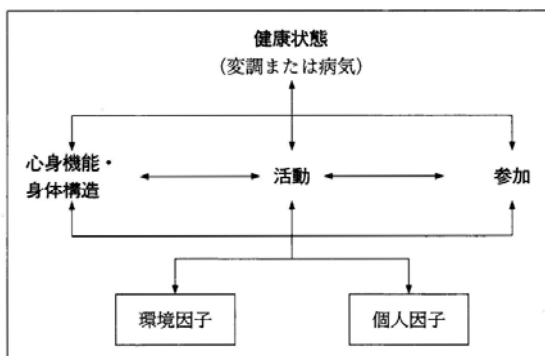 健康状態
(変調または病気)
心身機能・
身体構造
活動
参加
環境因子
個人因子